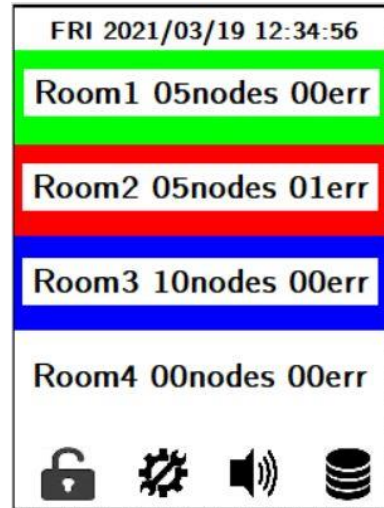 FRI 2021/03/19 12:34:56
Room1 05nodes 00err
Room2 05nodes 01err
Room3 10nodes 00err
Room4 00nodes 00err